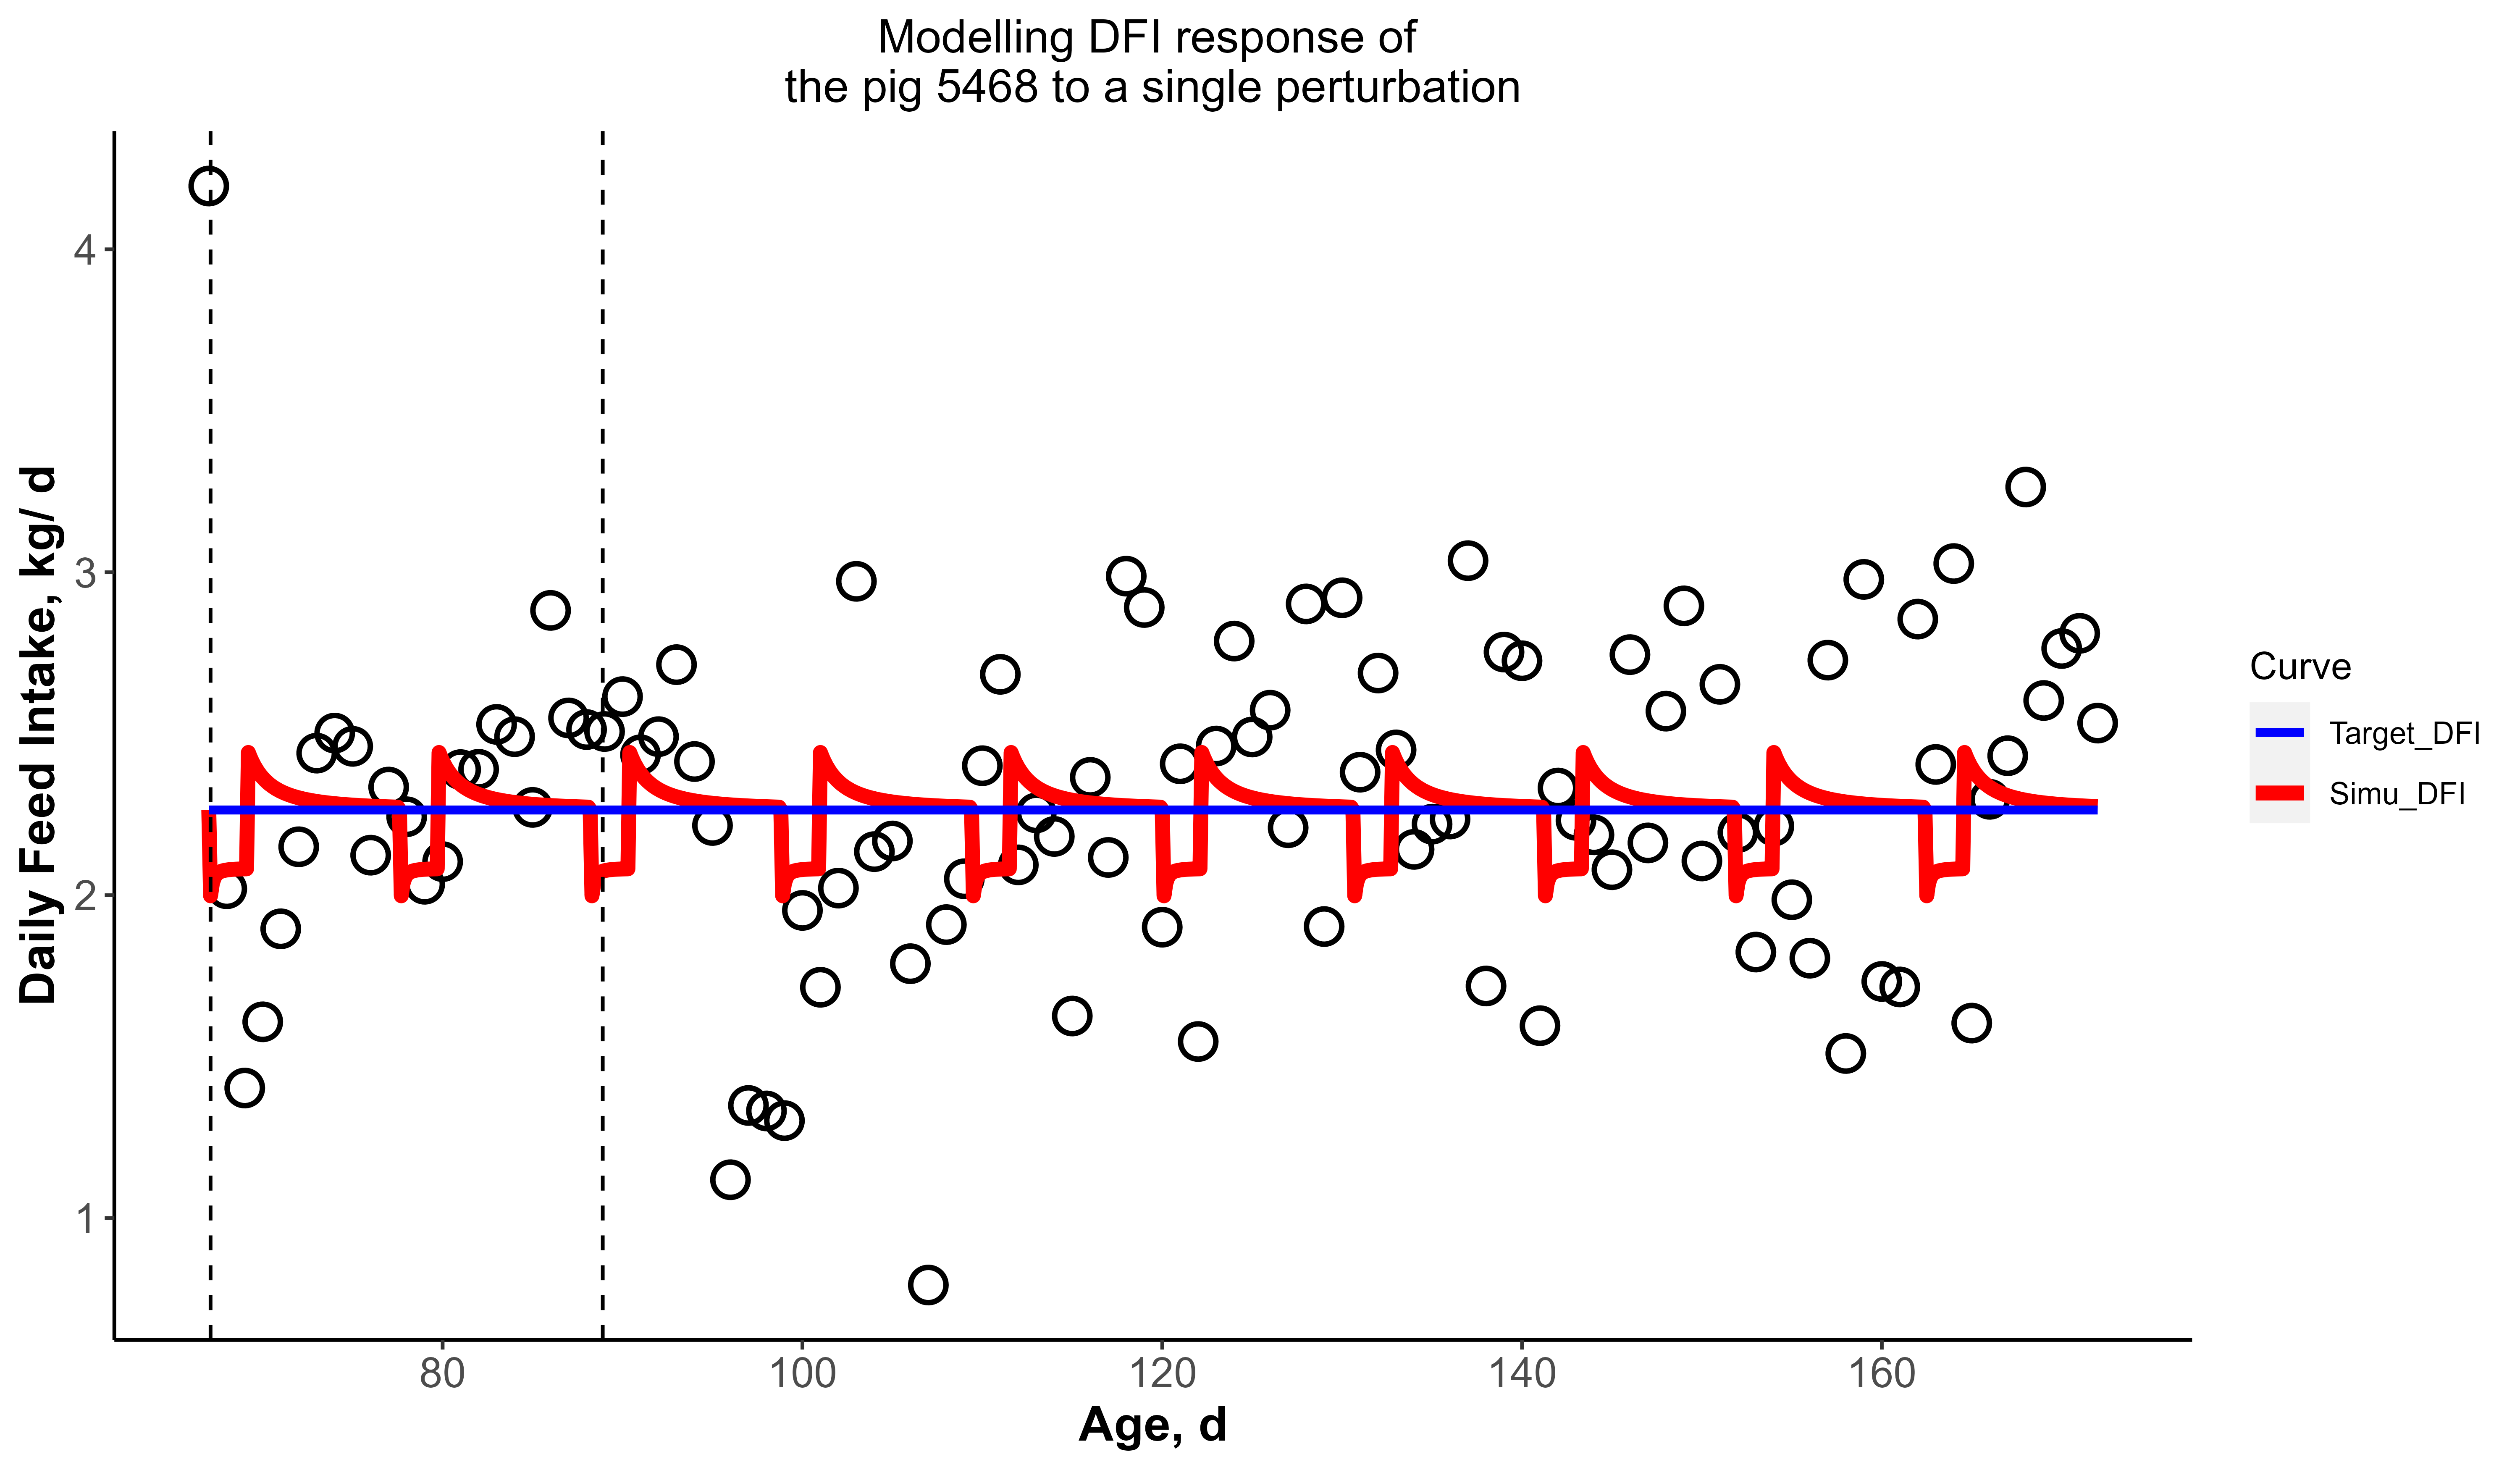 Modelling DFI response of
the pig 5468 to a single perturbation
Daily Feed Intake, kg/ d
4
3
2
1
80
100
120
140
160
Age, d
Curve
Target_DFI
Simu_DFI